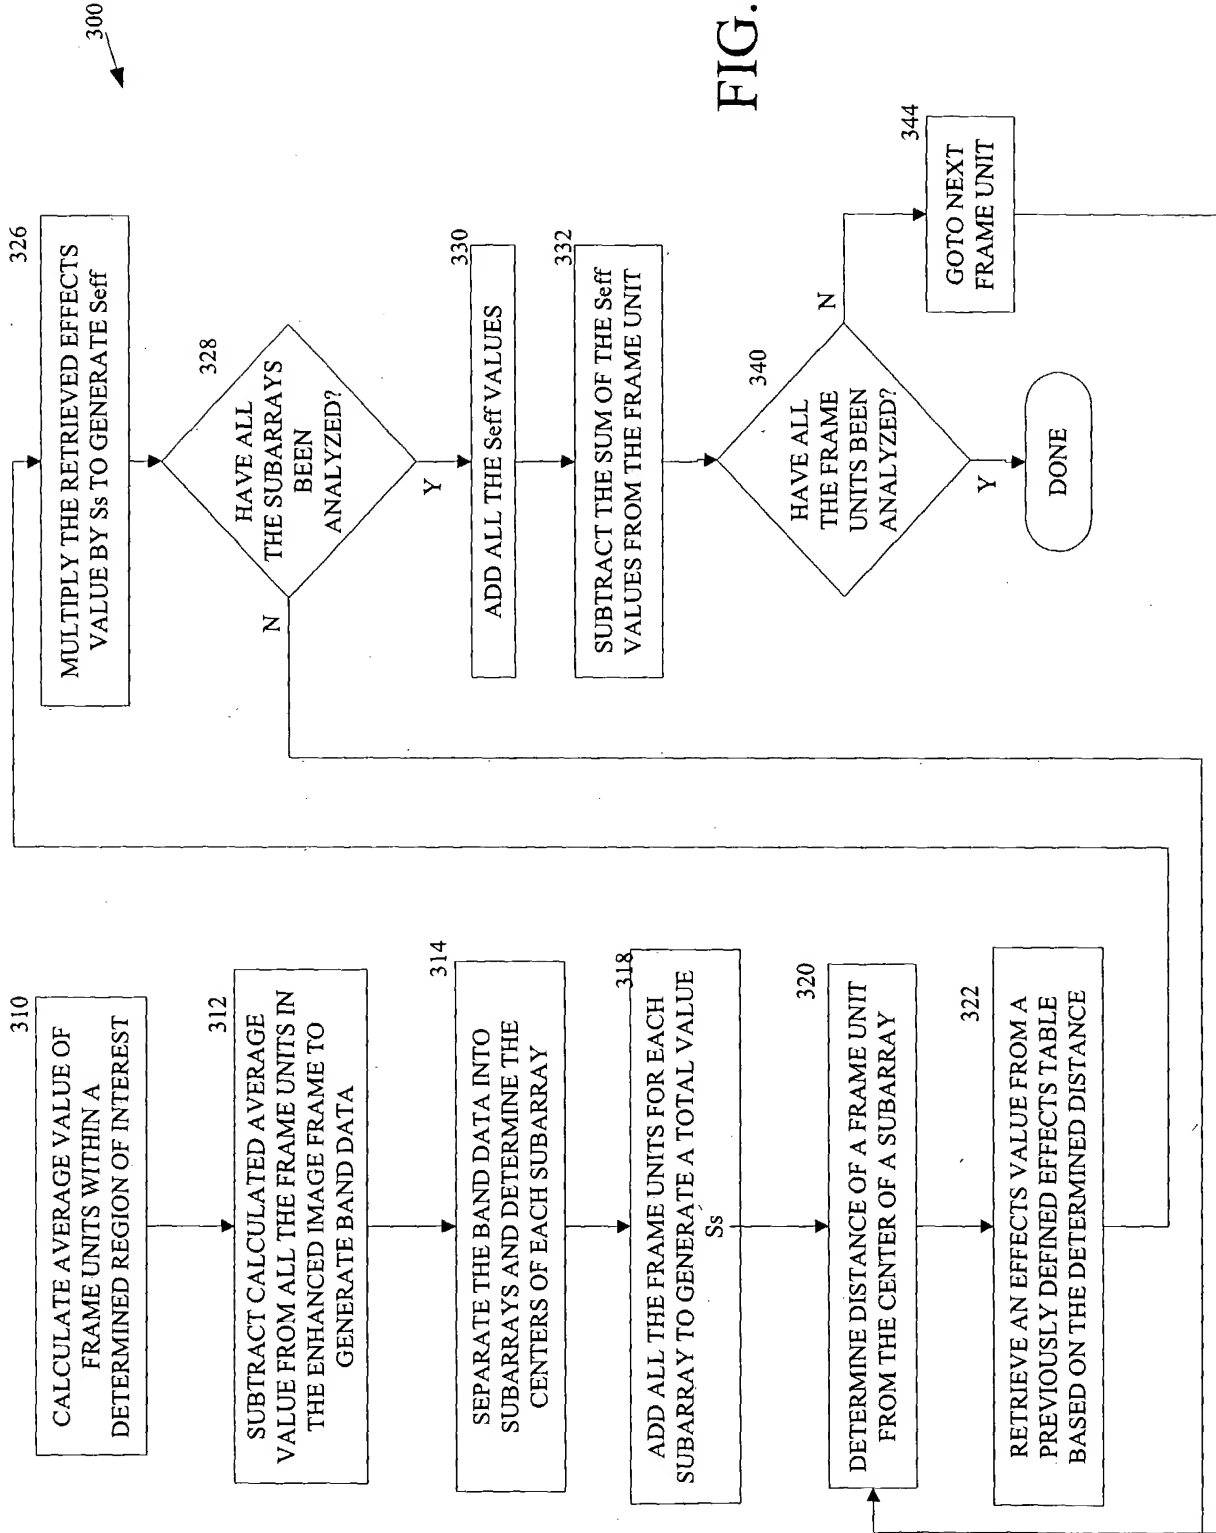 300
310
CALCULATE AVERAGE VALUE OF
FRAME UNITS WITHIN A
DETERMINED REGION OF INTEREST
312
SUBTRACT CALCULATED AVERAGE
VALUE FROM ALL THE FRAME UNITS IN
THE ENHANCED IMAGE FRAME TO
GENERATE BAND DATA
314
SEPARATE THE BAND DATA INTO
SUBARRAYS AND DETERMINE THE
CENTERS OF EACH SUBARRAY
318
ADD ALL THE FRAME UNITS FOR EACH
SUBARRAY TO GENERATE A TOTAL VALUE
Ss
320
DETERMINE DISTANCE OF A FRAME UNIT
FROM THE CENTER OF A SUBARRAY
322
RETRIEVE AN EFFECTS VALUE FROM A
PREVIOUSLY DEFINED EFFECTS TABLE
BASED ON THE DETERMINED DISTANCE
326
MULTIPLY THE RETRIEVED EFFECTS
VALUE BY Ss TO GENERATE Seff
328
HAVE ALL
THE SUBARRAYS
BEEN
ANALYZED?
N
Y
330
ADD ALL THE Seff VALUES
332
SUBTRACT THE SUM OF THE Seff
VALUES FROM THE FRAME UNIT
340
HAVE ALL
THE FRAME
UNITS BEEN
ANALYZED?
N
Y
344
GOTO NEXT
FRAME UNIT
DONE
FIG.